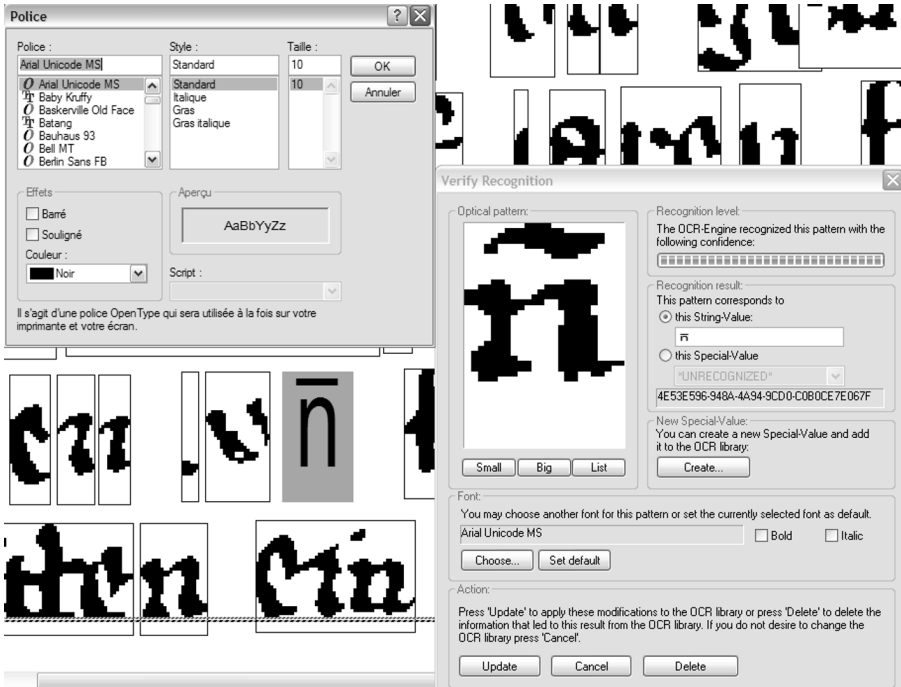 Police
Police :
Arial Unicode MS
Arial Unicode MS
Baby Kruffy
Baskerville Old Face
Batang
Bauhaus 93
Bell MT
Berlin Sans FB
Style :
Standard
Standard
Italique
Gras
Gras italique
Taille :
10
10
OK
Annuler
Effets
Barré
Souligné
Couleur :
Noir
Aperçu
AaBbYyZz
Script :
Il s'agit d'une police OpenType qui sera utilisée à la fois sur votre
imprimante et votre écran.
n̅
Verify Recognition
Optical pattern:
Small
Big
List
Recognition level:
The OCR-Engine recognized this pattern with the
following confidence:
Recognition result:
This pattern corresponds to
this String-Value:
n̅
this Special-Value
*UNRECOGNIZED*
4E53E596-948A-4A94-9CD0-C0B0CE7E067F
New Special-Value:
You can create a new Special-Value and add
it to the OCR library:
Create...
Font:
You may choose another font for this pattern or set the currently selected font as default.
Arial Unicode MS
Bold
Italic
Choose...
Set default
Action:
Press 'Update' to apply these modifications to the OCR library or press 'Delete' to delete the
information that led to this result from the OCR library. If you do not desire to change the
OCR library press 'Cancel'.
Update
Cancel
Delete